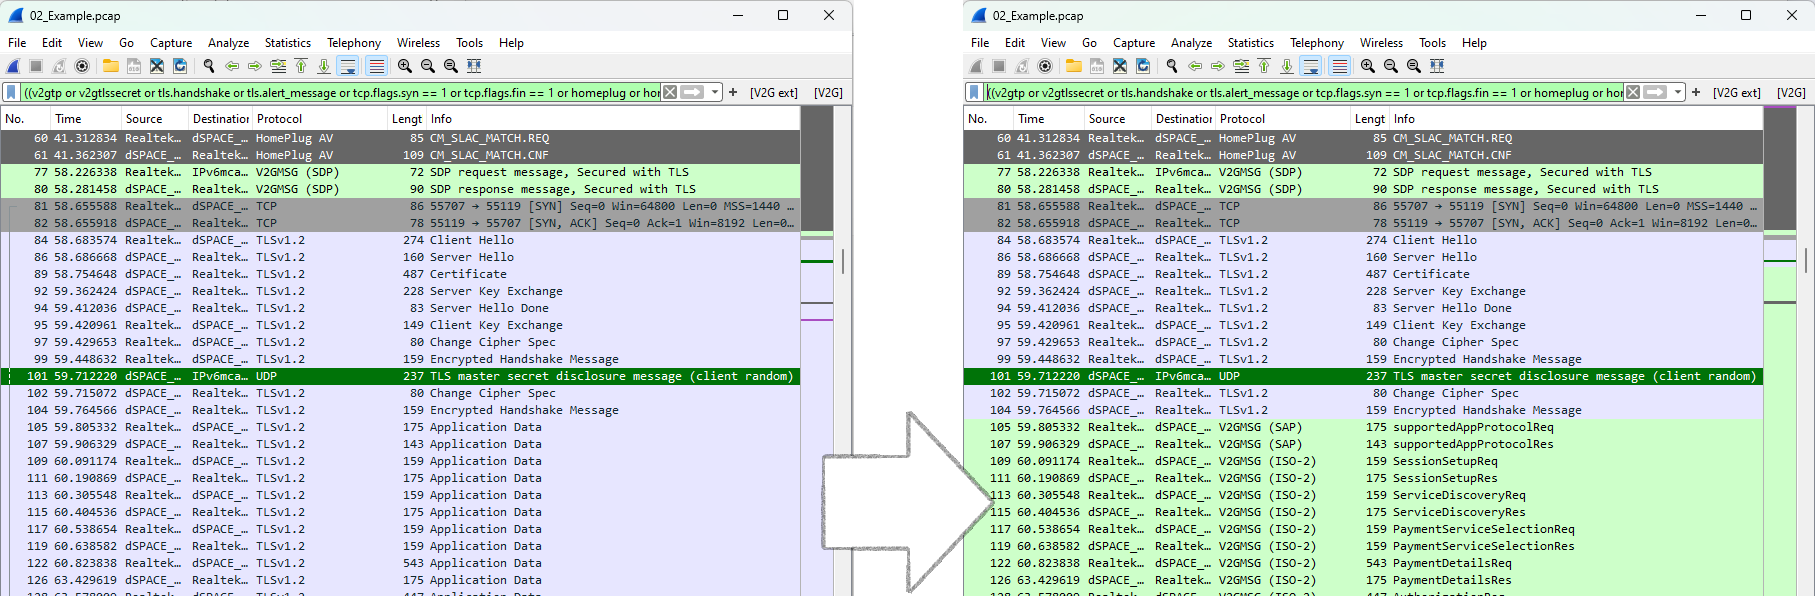 02_Example.pcap
File Edit View Go Capture Analyze Statistics Telephony Wireless Tools Help
((v2gtp or v2gtlssecret or tls.handshake or tls.alert_message or tcp.flags.syn == 1 or tcp.flags.fin == 1 or homeplug or hor + [V2G ext] [V2G]
No. Time Source Destination Protocol Lengt Info
60 41.312834 Realtek… dSPACE_… HomePlug AV 85 CM_SLAC_MATCH.REQ
61 41.362307 dSPACE_… Realtek… HomePlug AV 109 CM_SLAC_MATCH.CNF
77 58.226338 Realtek… IPv6mca… V2GMSG (SDP) 72 SDP request message, Secured with TLS
80 58.281458 dSPACE_… Realtek… V2GMSG (SDP) 90 SDP response message, Secured with TLS
81 58.655588 Realtek… dSPACE_… TCP 86 55707 → 55119 [SYN] Seq=0 Win=64800 Len=0 MSS=1440 …
82 58.655918 dSPACE_… Realtek… TCP 78 55119 → 55707 [SYN, ACK] Seq=0 Ack=1 Win=8192 Len=0…
84 58.683574 Realtek… dSPACE_… TLSv1.2 274 Client Hello
86 58.686668 dSPACE_… Realtek… TLSv1.2 160 Server Hello
89 58.754648 dSPACE_… Realtek… TLSv1.2 487 Certificate
92 59.362424 dSPACE_… Realtek… TLSv1.2 228 Server Key Exchange
94 59.412036 dSPACE_… Realtek… TLSv1.2 83 Server Hello Done
95 59.420961 Realtek… dSPACE_… TLSv1.2 149 Client Key Exchange
97 59.429653 Realtek… dSPACE_… TLSv1.2 80 Change Cipher Spec
99 59.448632 Realtek… dSPACE_… TLSv1.2 159 Encrypted Handshake Message
101 59.712220 dSPACE_… IPv6mca… UDP 237 TLS master secret disclosure message (client random)
102 59.715072 dSPACE_… Realtek… TLSv1.2 80 Change Cipher Spec
104 59.764566 dSPACE_… Realtek… TLSv1.2 159 Encrypted Handshake Message
105 59.805332 Realtek… dSPACE_… TLSv1.2 175 Application Data
107 59.906329 dSPACE_… Realtek… TLSv1.2 143 Application Data
109 60.091174 Realtek… dSPACE_… TLSv1.2 159 Application Data
111 60.190869 dSPACE_… Realtek… TLSv1.2 175 Application Data
113 60.305548 Realtek… dSPACE_… TLSv1.2 159 Application Data
115 60.404536 dSPACE_… Realtek… TLSv1.2 175 Application Data
117 60.538654 Realtek… dSPACE_… TLSv1.2 159 Application Data
119 60.638582 dSPACE_… Realtek… TLSv1.2 159 Application Data
122 60.823838 Realtek… dSPACE_… TLSv1.2 543 Application Data
126 63.429619 dSPACE_… Realtek… TLSv1.2 175 Application Data
02_Example.pcap
File Edit View Go Capture Analyze Statistics Telephony Wireless Tools Help
((v2gtp or v2gtlssecret or tls.handshake or tls.alert_message or tcp.flags.syn == 1 or tcp.flags.fin == 1 or homeplug or hor + [V2G ext] [V2G]
No. Time Source Destination Protocol Lengt Info
60 41.312834 Realtek… dSPACE_… HomePlug AV 85 CM_SLAC_MATCH.REQ
61 41.362307 dSPACE_… Realtek… HomePlug AV 109 CM_SLAC_MATCH.CNF
77 58.226338 Realtek… IPv6mca… V2GMSG (SDP) 72 SDP request message, Secured with TLS
80 58.281458 dSPACE_… Realtek… V2GMSG (SDP) 90 SDP response message, Secured with TLS
81 58.655588 Realtek… dSPACE_… TCP 86 55707 → 55119 [SYN] Seq=0 Win=64800 Len=0 MSS=1440 …
82 58.655918 dSPACE_… Realtek… TCP 78 55119 → 55707 [SYN, ACK] Seq=0 Ack=1 Win=8192 Len=0…
84 58.683574 Realtek… dSPACE_… TLSv1.2 274 Client Hello
86 58.686668 dSPACE_… Realtek… TLSv1.2 160 Server Hello
89 58.754648 dSPACE_… Realtek… TLSv1.2 487 Certificate
92 59.362424 dSPACE_… Realtek… TLSv1.2 228 Server Key Exchange
94 59.412036 dSPACE_… Realtek… TLSv1.2 83 Server Hello Done
95 59.420961 Realtek… dSPACE_… TLSv1.2 149 Client Key Exchange
97 59.429653 Realtek… dSPACE_… TLSv1.2 80 Change Cipher Spec
99 59.448632 Realtek… dSPACE_… TLSv1.2 159 Encrypted Handshake Message
101 59.712220 dSPACE_… IPv6mca… UDP 237 TLS master secret disclosure message (client random)
102 59.715072 dSPACE_… Realtek… TLSv1.2 80 Change Cipher Spec
104 59.764566 dSPACE_… Realtek… TLSv1.2 159 Encrypted Handshake Message
105 59.805332 Realtek… dSPACE_… V2GMSG (SAP) 175 supportedAppProtocolReq
107 59.906329 dSPACE_… Realtek… V2GMSG (SAP) 143 supportedAppProtocolRes
109 60.091174 Realtek… dSPACE_… V2GMSG (ISO-2) 159 SessionSetupReq
111 60.190869 dSPACE_… Realtek… V2GMSG (ISO-2) 175 SessionSetupRes
113 60.305548 Realtek… dSPACE_… V2GMSG (ISO-2) 159 ServiceDiscoveryReq
115 60.404536 dSPACE_… Realtek… V2GMSG (ISO-2) 175 ServiceDiscoveryRes
117 60.538654 Realtek… dSPACE_… V2GMSG (ISO-2) 159 PaymentServiceSelectionReq
119 60.638582 dSPACE_… Realtek… V2GMSG (ISO-2) 159 PaymentServiceSelectionRes
122 60.823838 Realtek… dSPACE_… V2GMSG (ISO-2) 543 PaymentDetailsReq
126 63.429619 dSPACE_… Realtek… V2GMSG (ISO-2) 175 PaymentDetailsRes